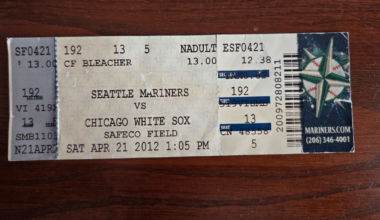 SF0421 192 13 5 NADULT ESF0421
$ 13.00 CF BLEACHER $ 13.00 12.38
192 SEATTLE MARINERS 192
VI 419 VS
13 CHICAGO WHITE SOX 13
SMB110 SAFECO FIELD
N21APR SAT APR 21 2012 1:05 PM 5
200972808211
MARINERS.COM
(206) 346-4001